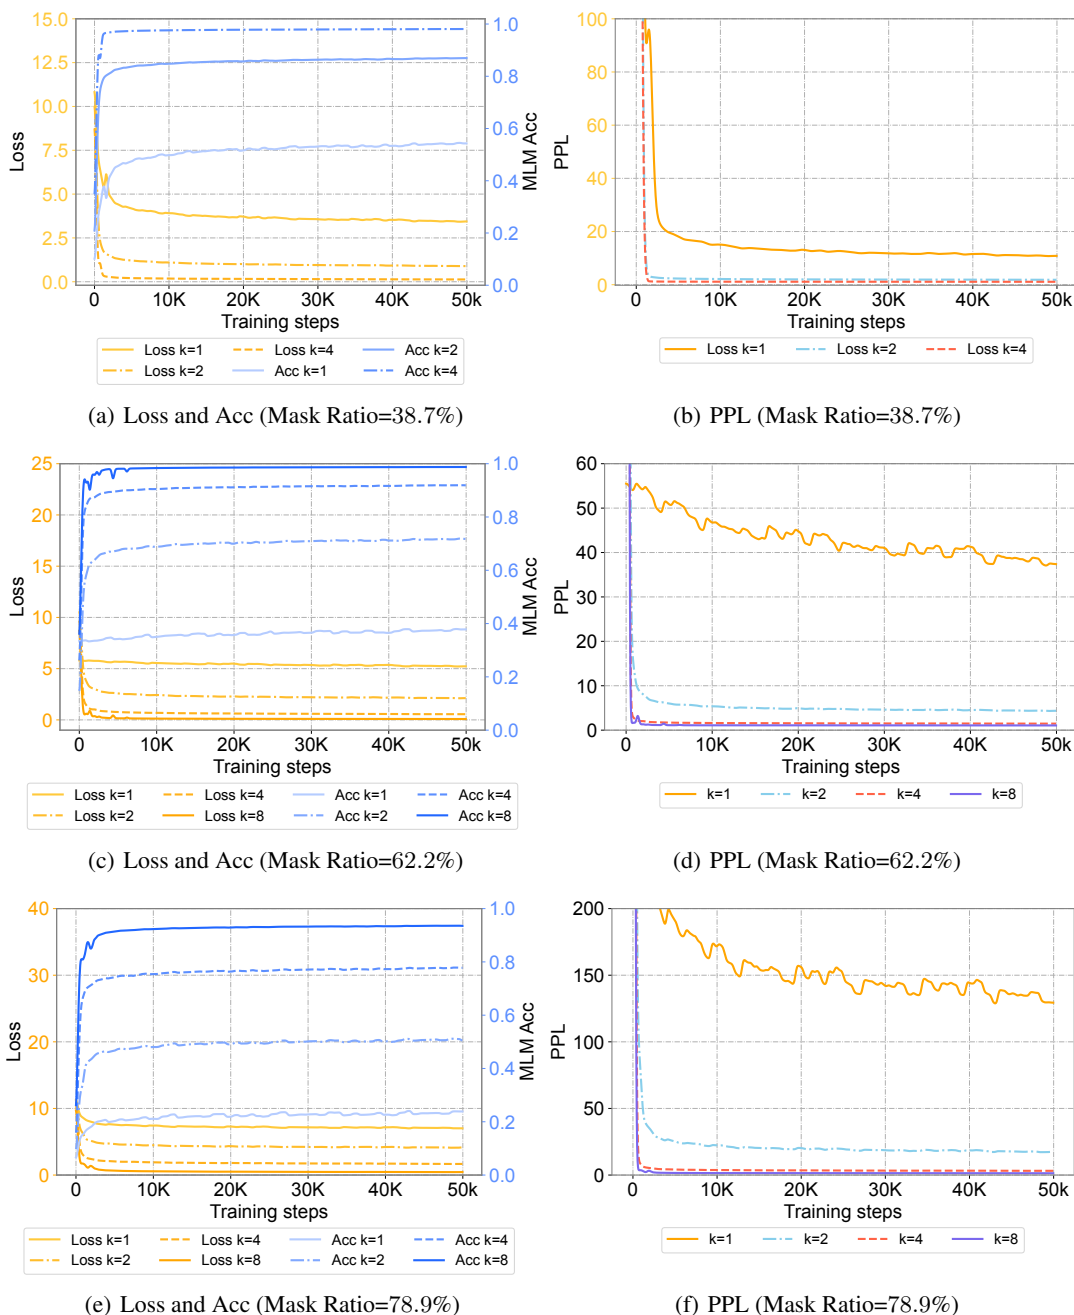 15.0
12.5
10.0
7.5
5.0
2.5
0.0
Loss
1.0
0.8
0.6
0.4
0.2
0.0
MLM Acc
0 10K 20K 30K 40K 50k
Training steps
Loss k=1 Loss k=4 Acc k=2
Loss k=2 Acc k=1 Acc k=4
(a) Loss and Acc (Mask Ratio=38.7%)
100
80
60
40
20
0
PPL
0 10K 20K 30K 40K 50k
Training steps
Loss k=1 Loss k=2 Loss k=4
(b) PPL (Mask Ratio=38.7%)
25
20
15
10
5
0
Loss
1.0
0.8
0.6
0.4
0.2
0.0
MLM Acc
0 10K 20K 30K 40K 50k
Training steps
Loss k=1 Loss k=4 Acc k=1 Acc k=4
Loss k=2 Loss k=8 Acc k=2 Acc k=8
(c) Loss and Acc (Mask Ratio=62.2%)
60
50
40
30
20
10
0
PPL
0 10K 20K 30K 40K 50k
Training steps
k=1 k=2 k=4 k=8
(d) PPL (Mask Ratio=62.2%)
40
30
20
10
0
Loss
1.0
0.8
0.6
0.4
0.2
0.0
MLM Acc
0 10K 20K 30K 40K 50k
Training steps
Loss k=1 Loss k=4 Acc k=1 Acc k=4
Loss k=2 Loss k=8 Acc k=2 Acc k=8
(e) Loss and Acc (Mask Ratio=78.9%)
200
150
100
50
0
PPL
0 10K 20K 30K 40K 50k
Training steps
k=1 k=2 k=4 k=8
(f) PPL (Mask Ratio=78.9%)